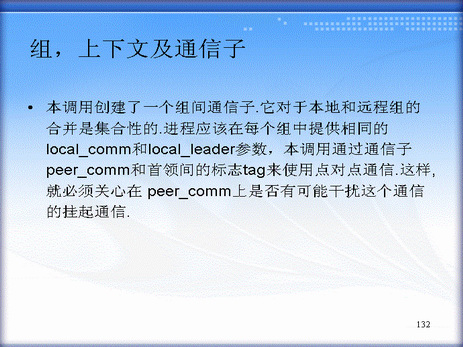 组，上下文及通信子
• 本调用创建了一个组间通信子.它对于本地和远程组的
合并是集合性的.进程应该在每个组中提供相同的
local_comm和local_leader参数，本调用通过通信子
peer_comm和首领间的标志tag来使用点对点通信.这样,
就必须关心在 peer_comm上是否有可能干扰这个通信
的挂起通信.
132